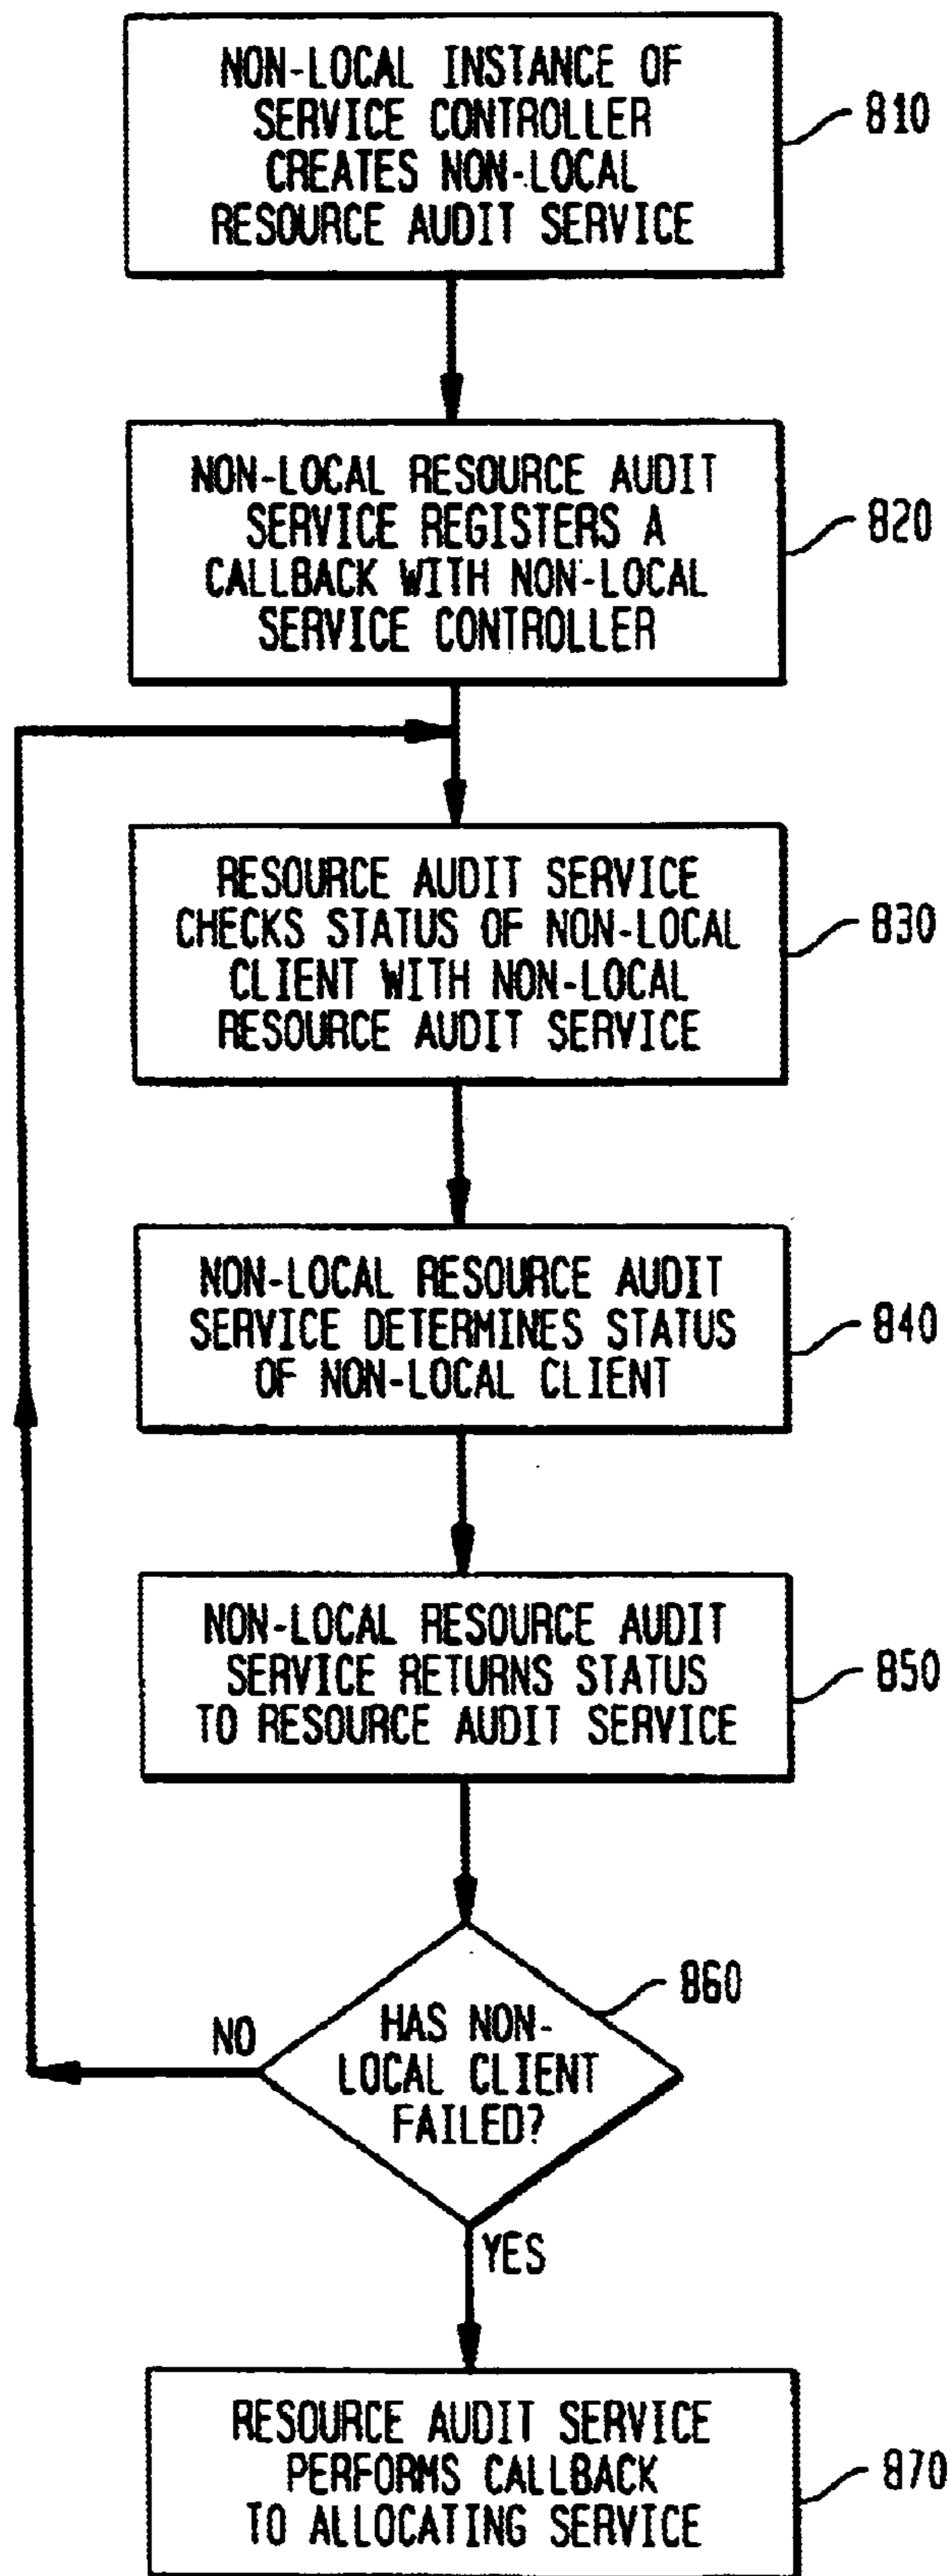 NON-LOCAL INSTANCE OF
SERVICE CONTROLLER
CREATES NON-LOCAL
RESOURCE AUDIT SERVICE
810
NON-LOCAL RESOURCE AUDIT
SERVICE REGISTERS A
CALLBACK WITH NON-LOCAL
SERVICE CONTROLLER
820
RESOURCE AUDIT SERVICE
CHECKS STATUS OF NON-LOCAL
CLIENT WITH NON-LOCAL
RESOURCE AUDIT SERVICE
830
NON-LOCAL RESOURCE AUDIT
SERVICE DETERMINES STATUS
OF NON-LOCAL CLIENT
840
NON-LOCAL RESOURCE AUDIT
SERVICE RETURNS STATUS
TO RESOURCE AUDIT SERVICE
850
HAS NON-
LOCAL CLIENT
FAILED?
860
NO
YES
RESOURCE AUDIT SERVICE
PERFORMS CALLBACK
TO ALLOCATING SERVICE
870